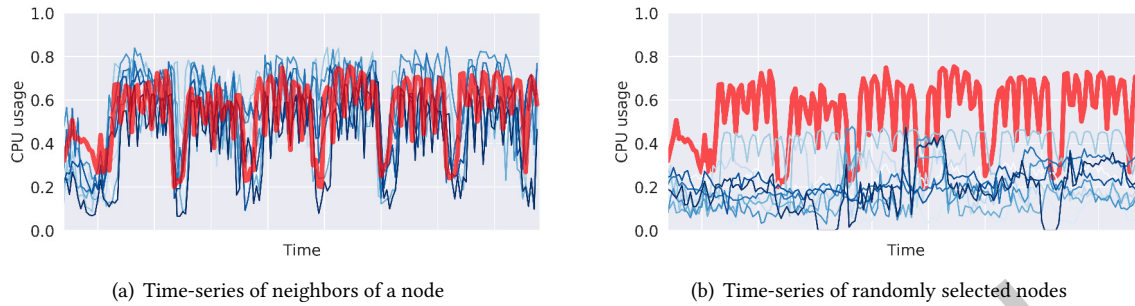 1.0
0.8
0.6
0.4
0.2
0.0
CPU usage
Time
(a) Time-series of neighbors of a node
1.0
0.8
0.6
0.4
0.2
0.0
CPU usage
Time
(b) Time-series of randomly selected nodes